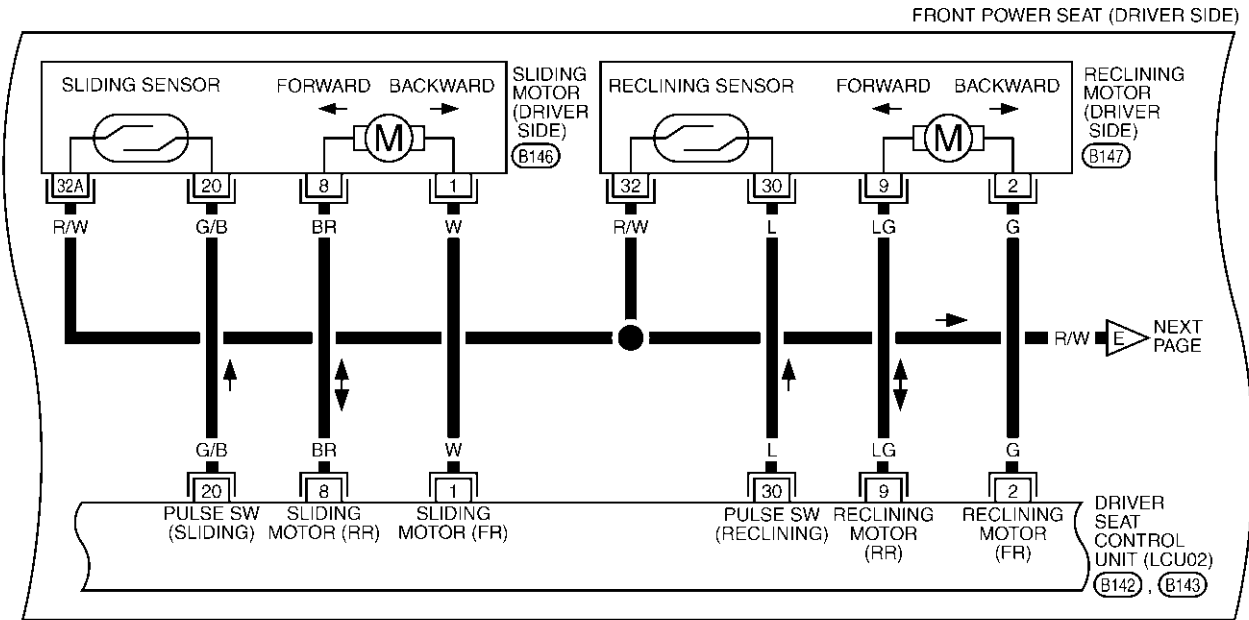 FRONT POWER SEAT (DRIVER SIDE)
SLIDING SENSOR
FORWARD
BACKWARD
M
SLIDING
MOTOR
(DRIVER
SIDE)
B146
RECLINING SENSOR
FORWARD
BACKWARD
M
RECLINING
MOTOR
(DRIVER
SIDE)
B147
32A
20
8
1
32
30
9
2
R/W
G/B
BR
W
R/W
L
LG
G
R/W
E
NEXT
PAGE
G/B
BR
W
L
LG
G
20
8
1
30
9
2
PULSE SW
(SLIDING)
SLIDING
MOTOR (RR)
SLIDING
MOTOR (FR)
PULSE SW
(RECLINING)
RECLINING
MOTOR
(RR)
RECLINING
MOTOR
(FR)
DRIVER
SEAT
CONTROL
UNIT (LCU02)
B142 , B143